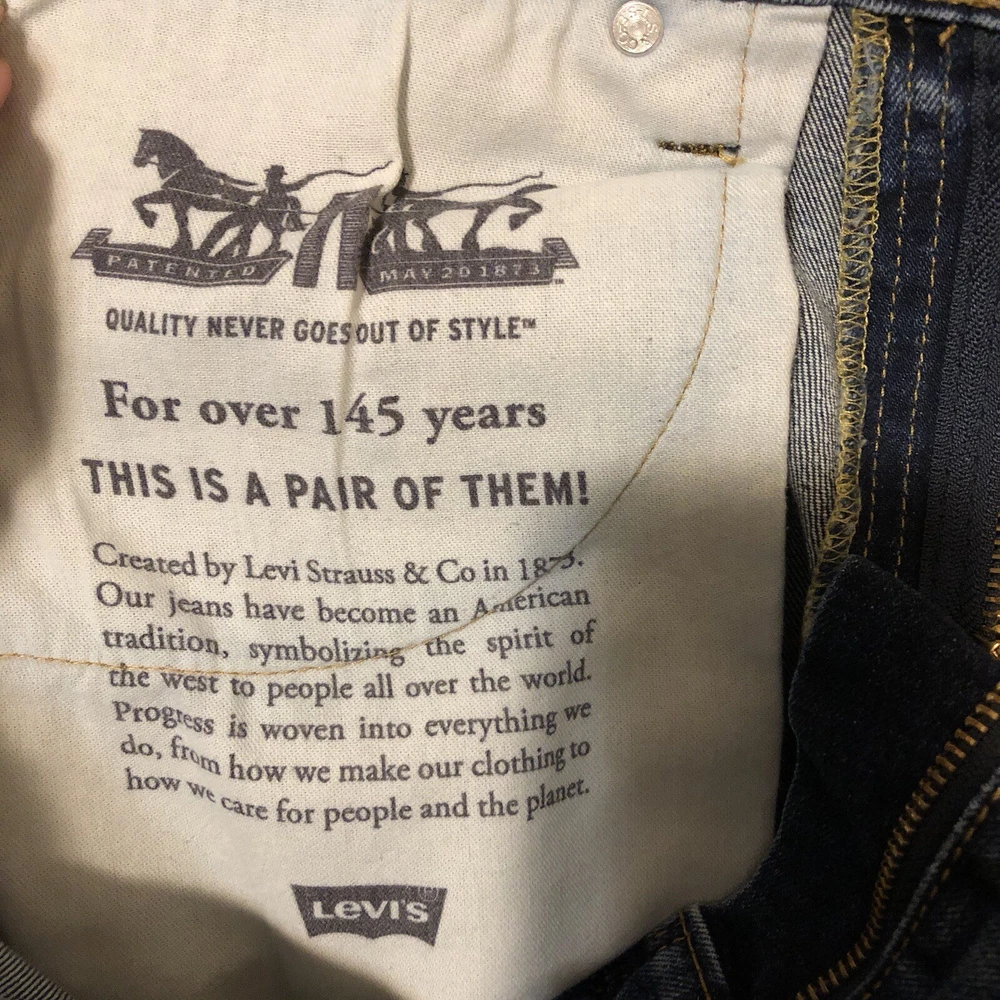 PATENTED MAY 20 1873
QUALITY NEVER GOES OUT OF STYLE™
For over 145 years
THIS IS A PAIR OF THEM!
Created by Levi Strauss & Co in 1873.
Our jeans have become an American
tradition, symbolizing the spirit of
the west to people all over the world.
Progress is woven into everything we
do, from how we make our clothing to
how we care for people and the planet.
LEVI'S